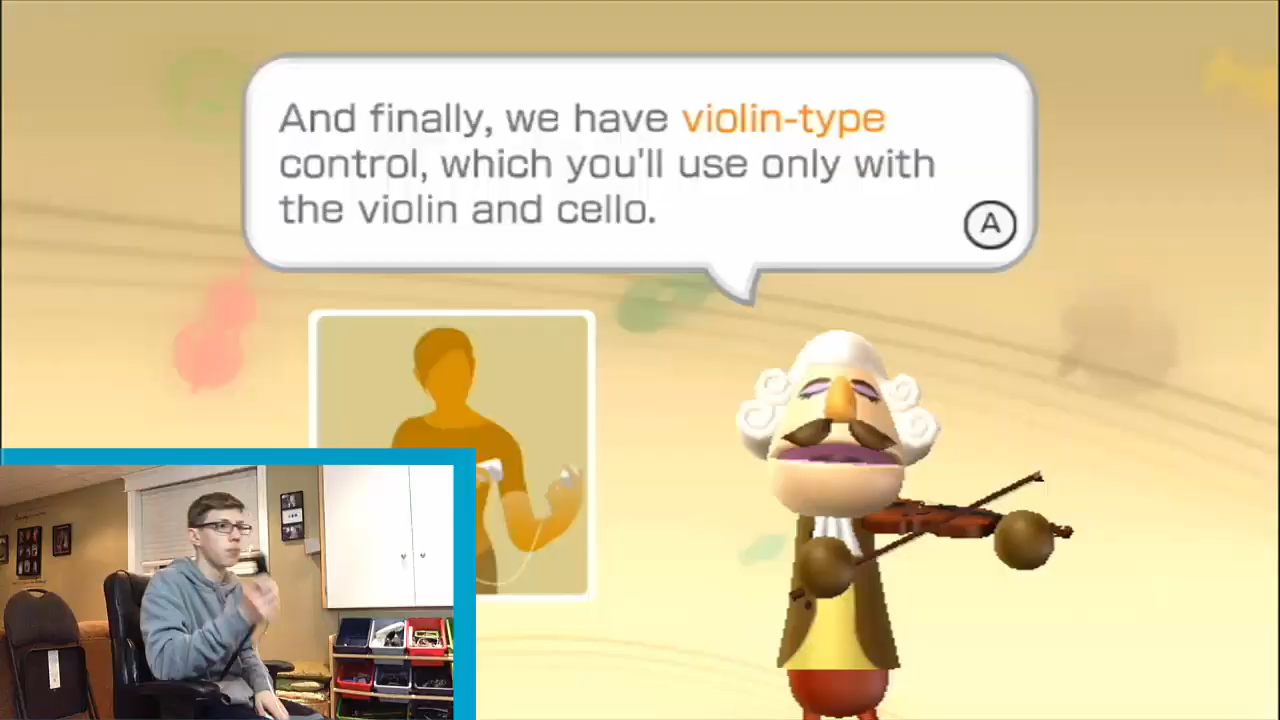 And finally, we have violin-type
control, which you'll use only with
the violin and cello.
A